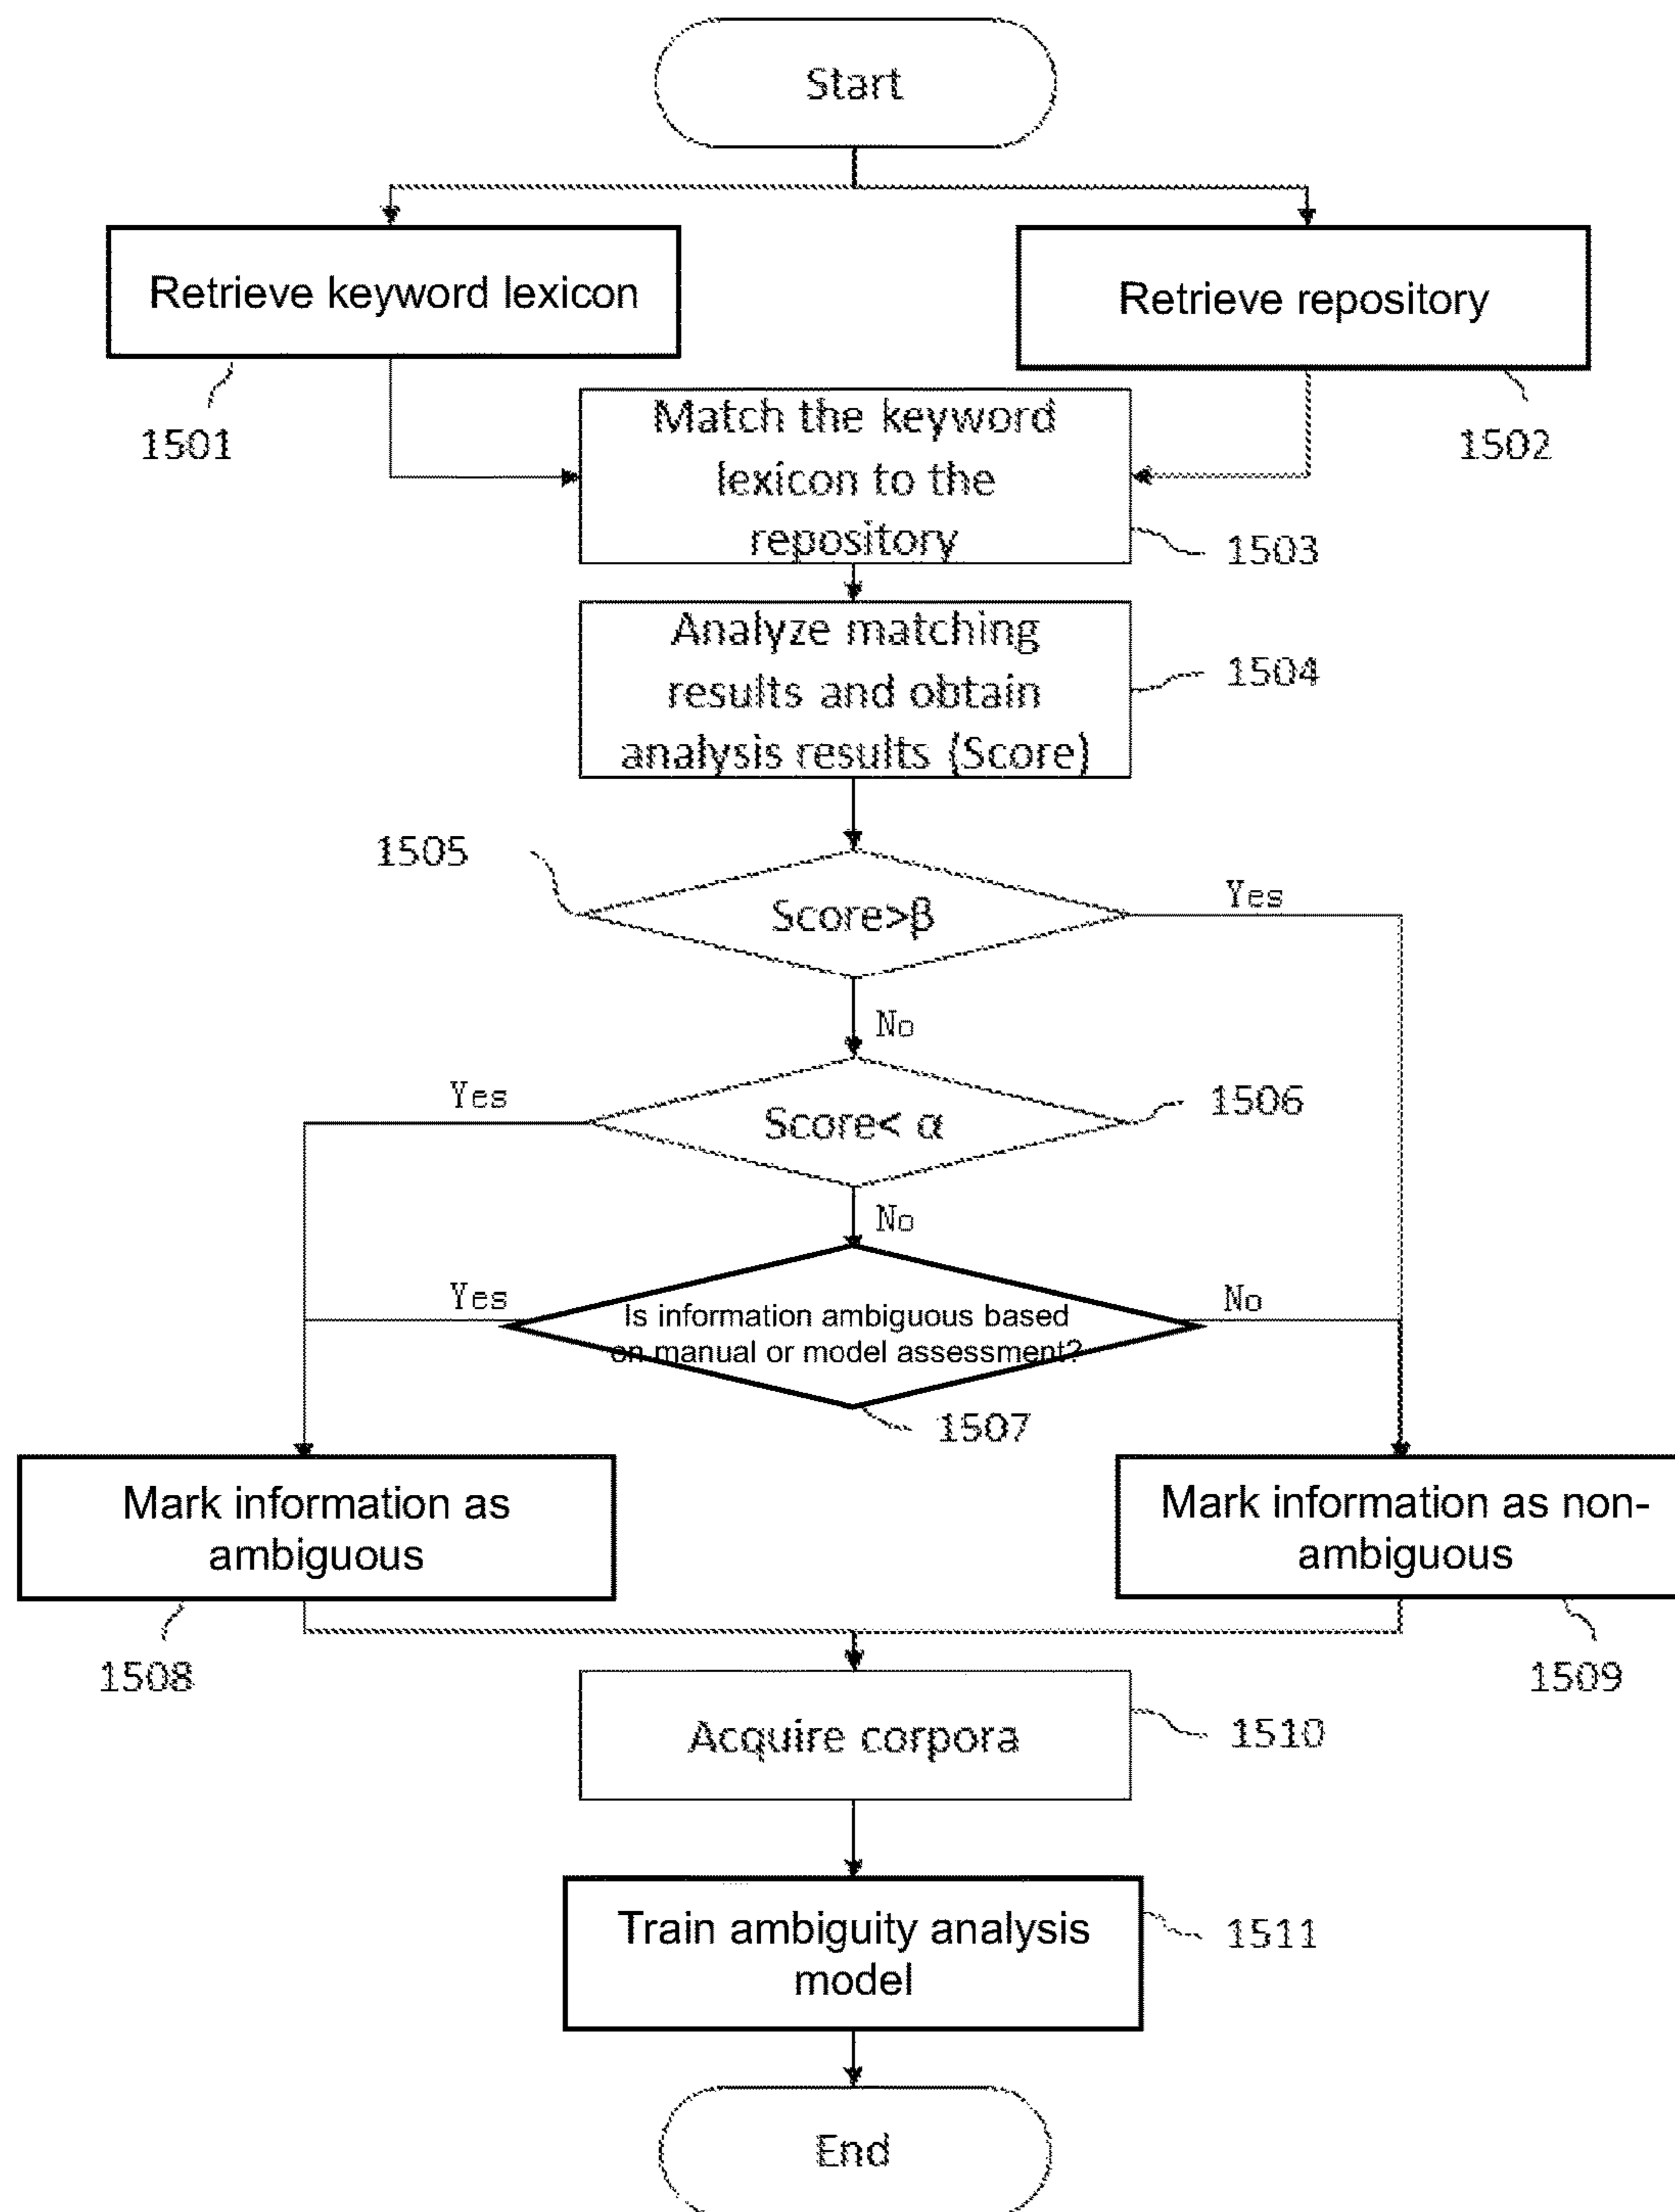 Start
Retrieve keyword lexicon
Retrieve repository
1501
1502
Match the keyword
lexicon to the
repository
1503
Analyze matching
results and obtain
analysis results (Score)
1504
1505
Score>β
Yes
No
Yes
Score< α
1506
No
Yes
Is information ambiguous based
on manual or model assessment?
No
1507
Mark information as
ambiguous
Mark information as non-
ambiguous
1508
1509
Acquire corpora
1510
Train ambiguity analysis
model
1511
End